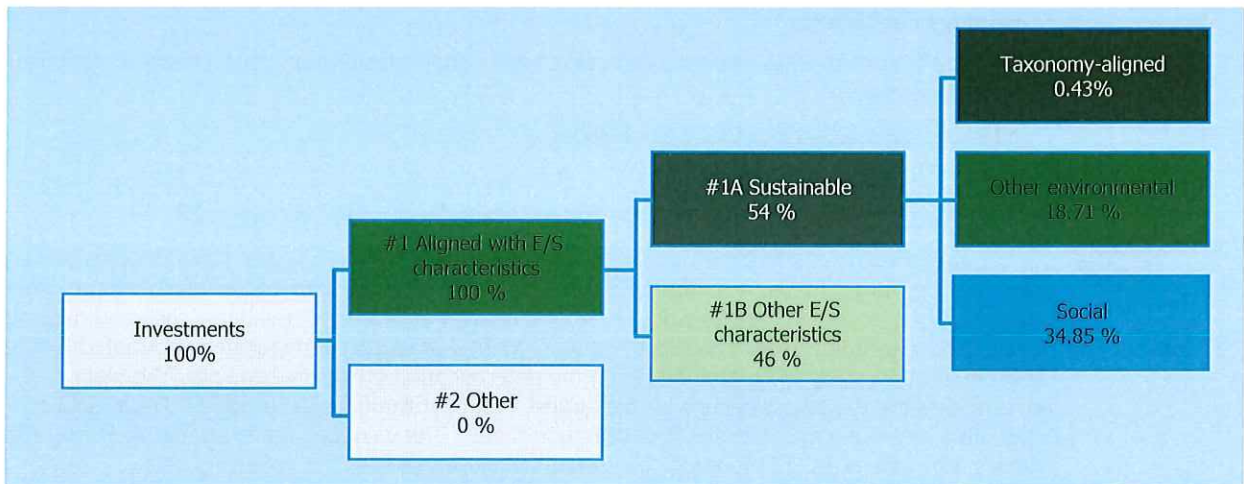 Taxonomy-aligned
0.43%
#1A Sustainable
54 %
Other environmental
18.71 %
#1 Aligned with E/S
characteristics
100 %
Investments
100%
#1B Other E/S
characteristics
46 %
Social
34.85 %
#2 Other
0 %